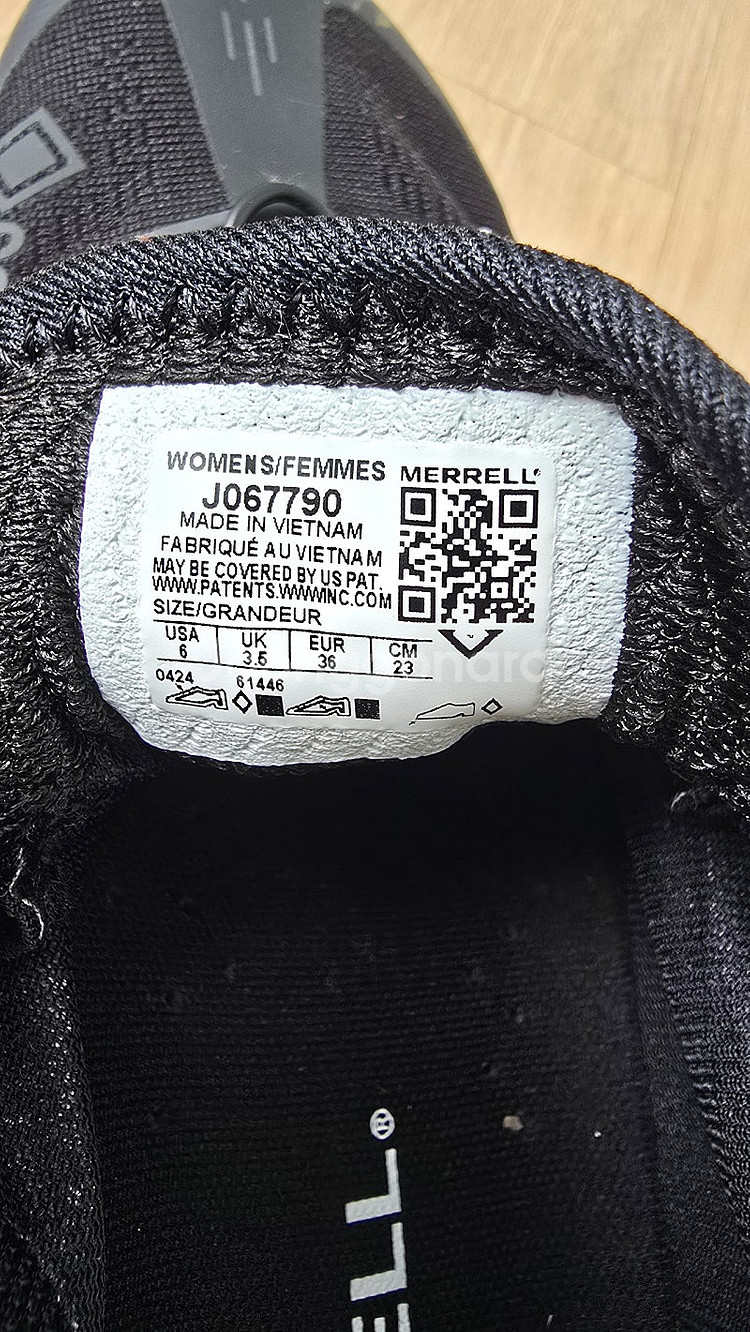 WOMENS/FEMMES
MERRELL
J067790
MADE IN VIETNAM
FABRIQUÉ AU VIETNAM
MAY BE COVERED BY US PAT.
WWW.PATENTS.WWWINC.COM
SIZE/GRANDEUR
USA UK EUR CM
6 3.5 36 23
0424 61446
ELL®